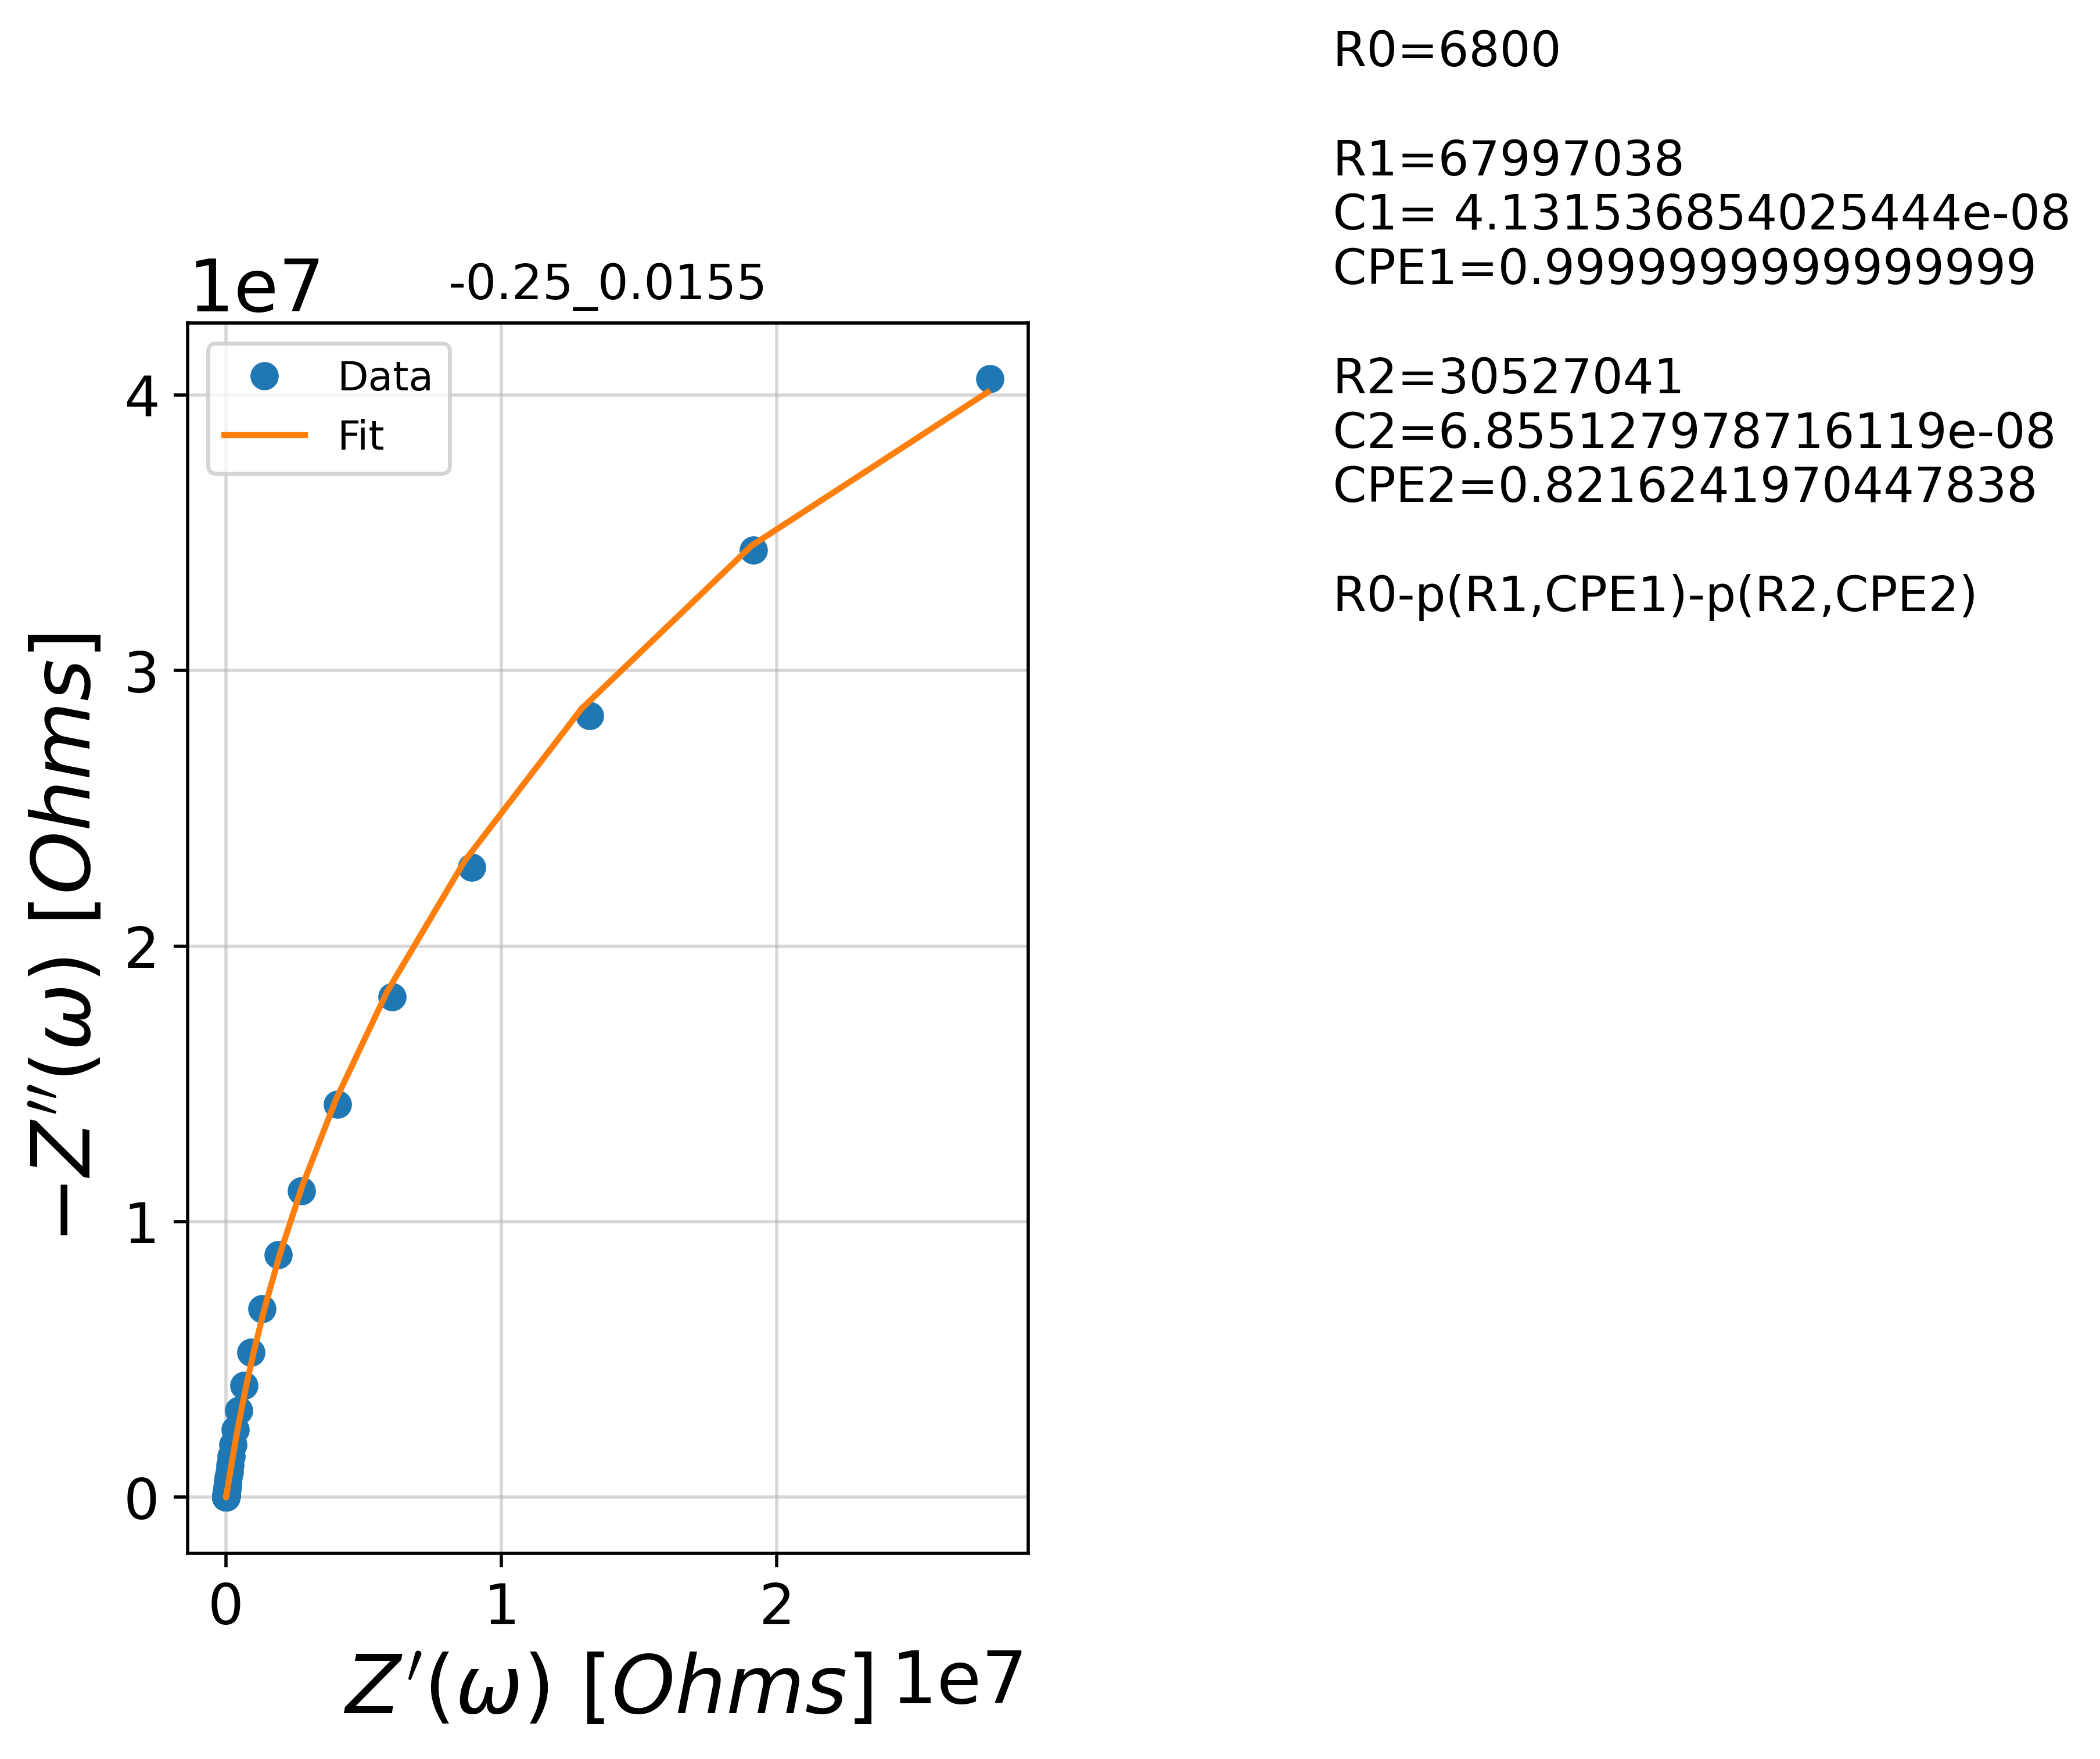 R0=6800
R1=67997038
C1= 4.131536854025444e-08
CPE1=0.9999999999999999
R2=30527041
C2=6.855127978716119e-08
CPE2=0.8216241970447838
R0-p(R1,CPE1)-p(R2,CPE2)
1e7
-0.25_0.0155
Data
Fit
4
3
2
1
0
−Z′′(ω) [Ohms]
0 1 2
Z′(ω) [Ohms] 1e7